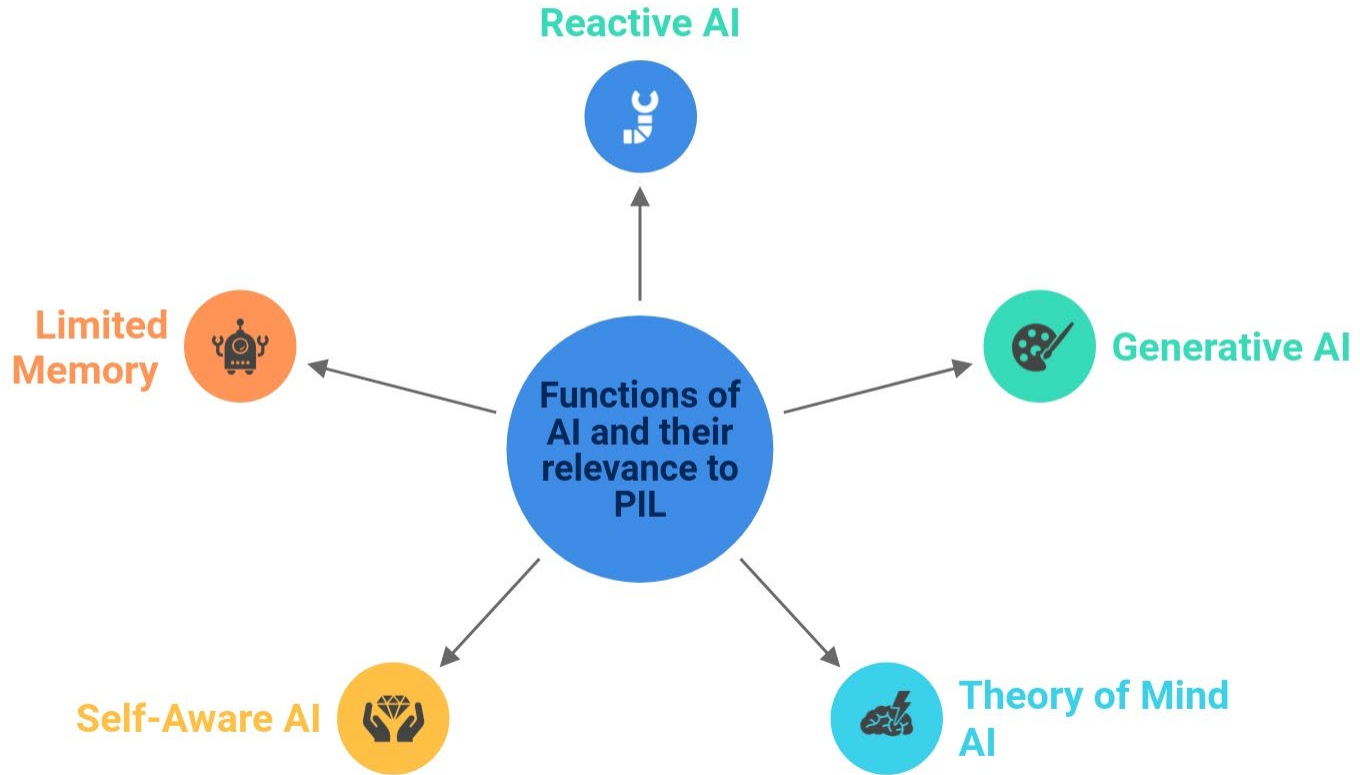 Reactive AI
Limited
Memory
Generative AI
Functions of
AI and their
relevance to
PIL
Self-Aware AI
Theory of Mind
AI